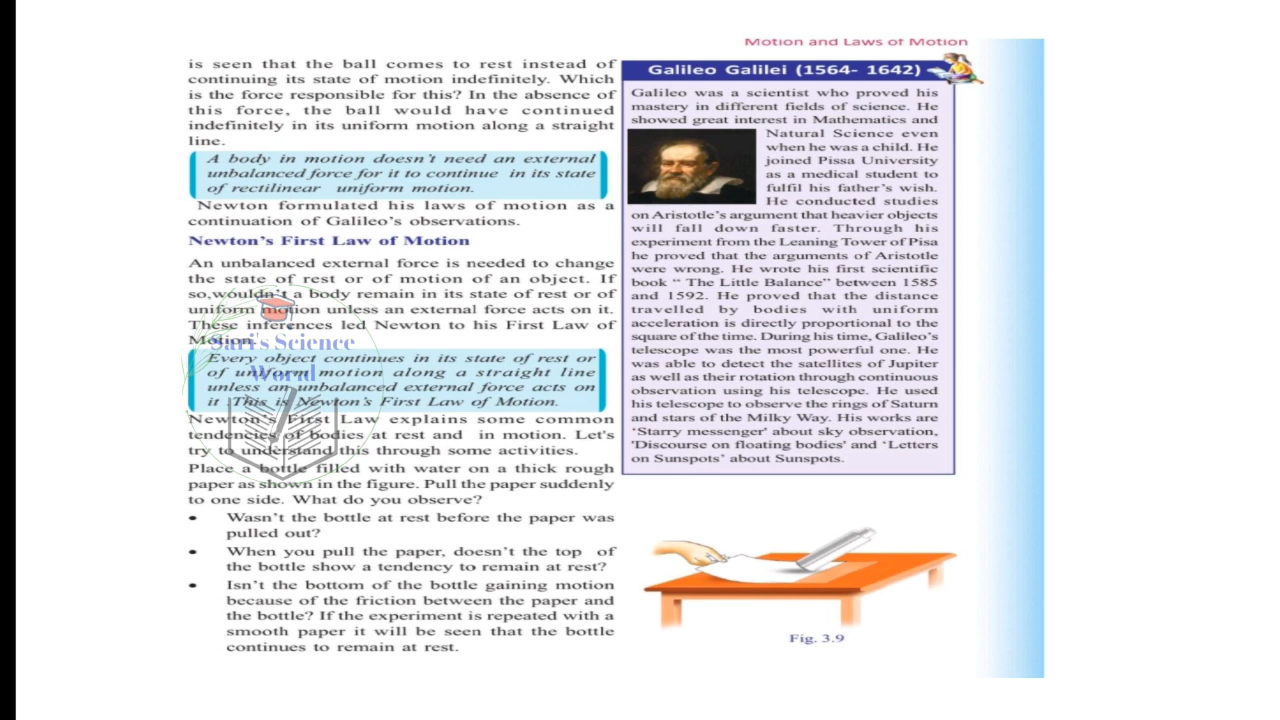 Motion and Laws of Motion
is seen that the ball comes to rest instead of
continuing its state of motion indefinitely. Which
is the force responsible for this? In the absence of
this force, the ball would have continued
indefinitely in its uniform motion along a straight
line.
A body in motion doesn't need an external
unbalanced force for it to continue in its state
of rectilinear uniform motion.
Newton formulated his laws of motion as a
continuation of Galileo's observations.
Newton's First Law of Motion
An unbalanced external force is needed to change
the state of rest or of motion of an object. If
so,wouldn't a body remain in its state of rest or of
uniform motion unless an external force acts on it.
These inferences led Newton to his First Law of
Motion.
Sari's Science
World
Every object continues in its state of rest or
of uniform motion along a straight line
unless an unbalanced external force acts on
it .This is Newton's First Law of Motion.
Newton's First Law explains some common
tendencies of bodies at rest and in motion. Let's
try to understand this through some activities.
Place a bottle filled with water on a thick rough
paper as shown in the figure. Pull the paper suddenly
to one side. What do you observe?
• Wasn't the bottle at rest before the paper was
pulled out?
• When you pull the paper, doesn't the top of
the bottle show a tendency to remain at rest?
• Isn't the bottom of the bottle gaining motion
because of the friction between the paper and
the bottle? If the experiment is repeated with a
smooth paper it will be seen that the bottle
continues to remain at rest.
Galileo Galilei (1564- 1642)
Galileo was a scientist who proved his
mastery in different fields of science. He
showed great interest in Mathematics and
Natural Science even
when he was a child. He
joined Pissa University
as a medical student to
fulfil his father's wish.
He conducted studies
on Aristotle's argument that heavier objects
will fall down faster. Through his
experiment from the Leaning Tower of Pisa
he proved that the arguments of Aristotle
were wrong. He wrote his first scientific
book “ The Little Balance” between 1585
and 1592. He proved that the distance
travelled by bodies with uniform
acceleration is directly proportional to the
square of the time. During his time, Galileo's
telescope was the most powerful one. He
was able to detect the satellites of Jupiter
as well as their rotation through continuous
observation using his telescope. He used
his telescope to observe the rings of Saturn
and stars of the Milky Way. His works are
‘Starry messenger' about sky observation,
'Discourse on floating bodies' and ‘Letters
on Sunspots’ about Sunspots.
Fig. 3.9